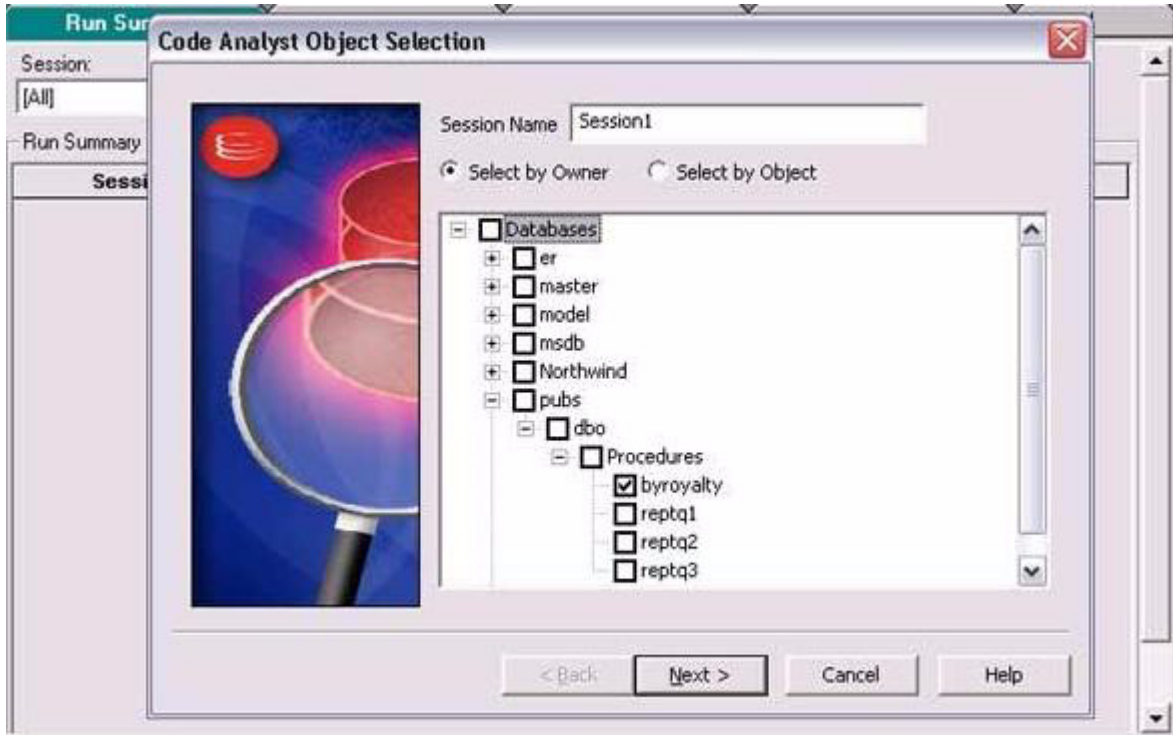 Run Sur
Session:
[All]
Run Summary
Sessi
Code Analyst Object Selection
Session Name Session1
Select by Owner Select by Object
Databases
er
master
model
msdb
Northwind
pubs
dbo
Procedures
byroyalty
reptq1
reptq2
reptq3
< Back Next > Cancel Help